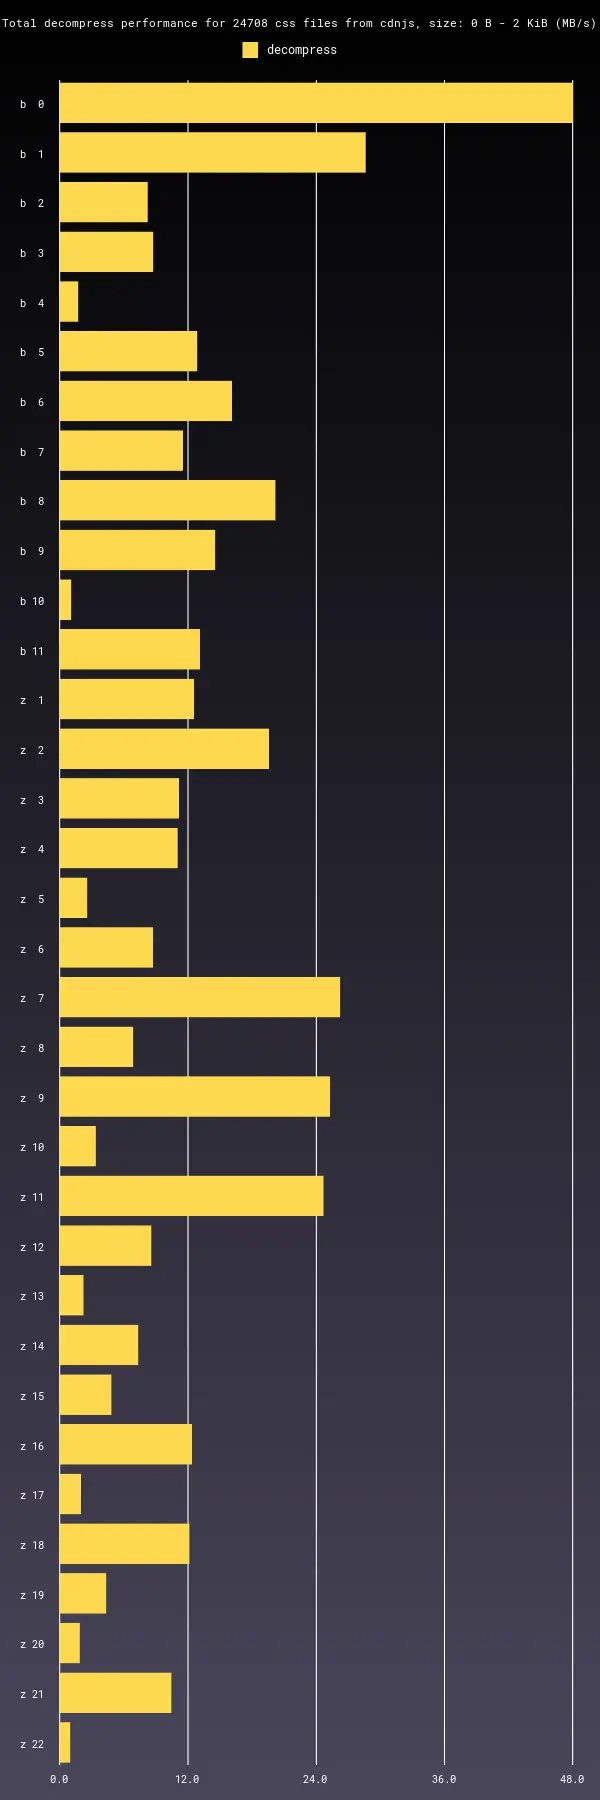 Total decompress performance for 24708 css files from cdnjs, size: 0 B - 2 KiB (MB/s)
decompress
b 0
b 1
b 2
b 3
b 4
b 5
b 6
b 7
b 8
b 9
b 10
b 11
z 1
z 2
z 3
z 4
z 5
z 6
z 7
z 8
z 9
z 10
z 11
z 12
z 13
z 14
z 15
z 16
z 17
z 18
z 19
z 20
z 21
z 22
0.0 12.0 24.0 36.0 48.0